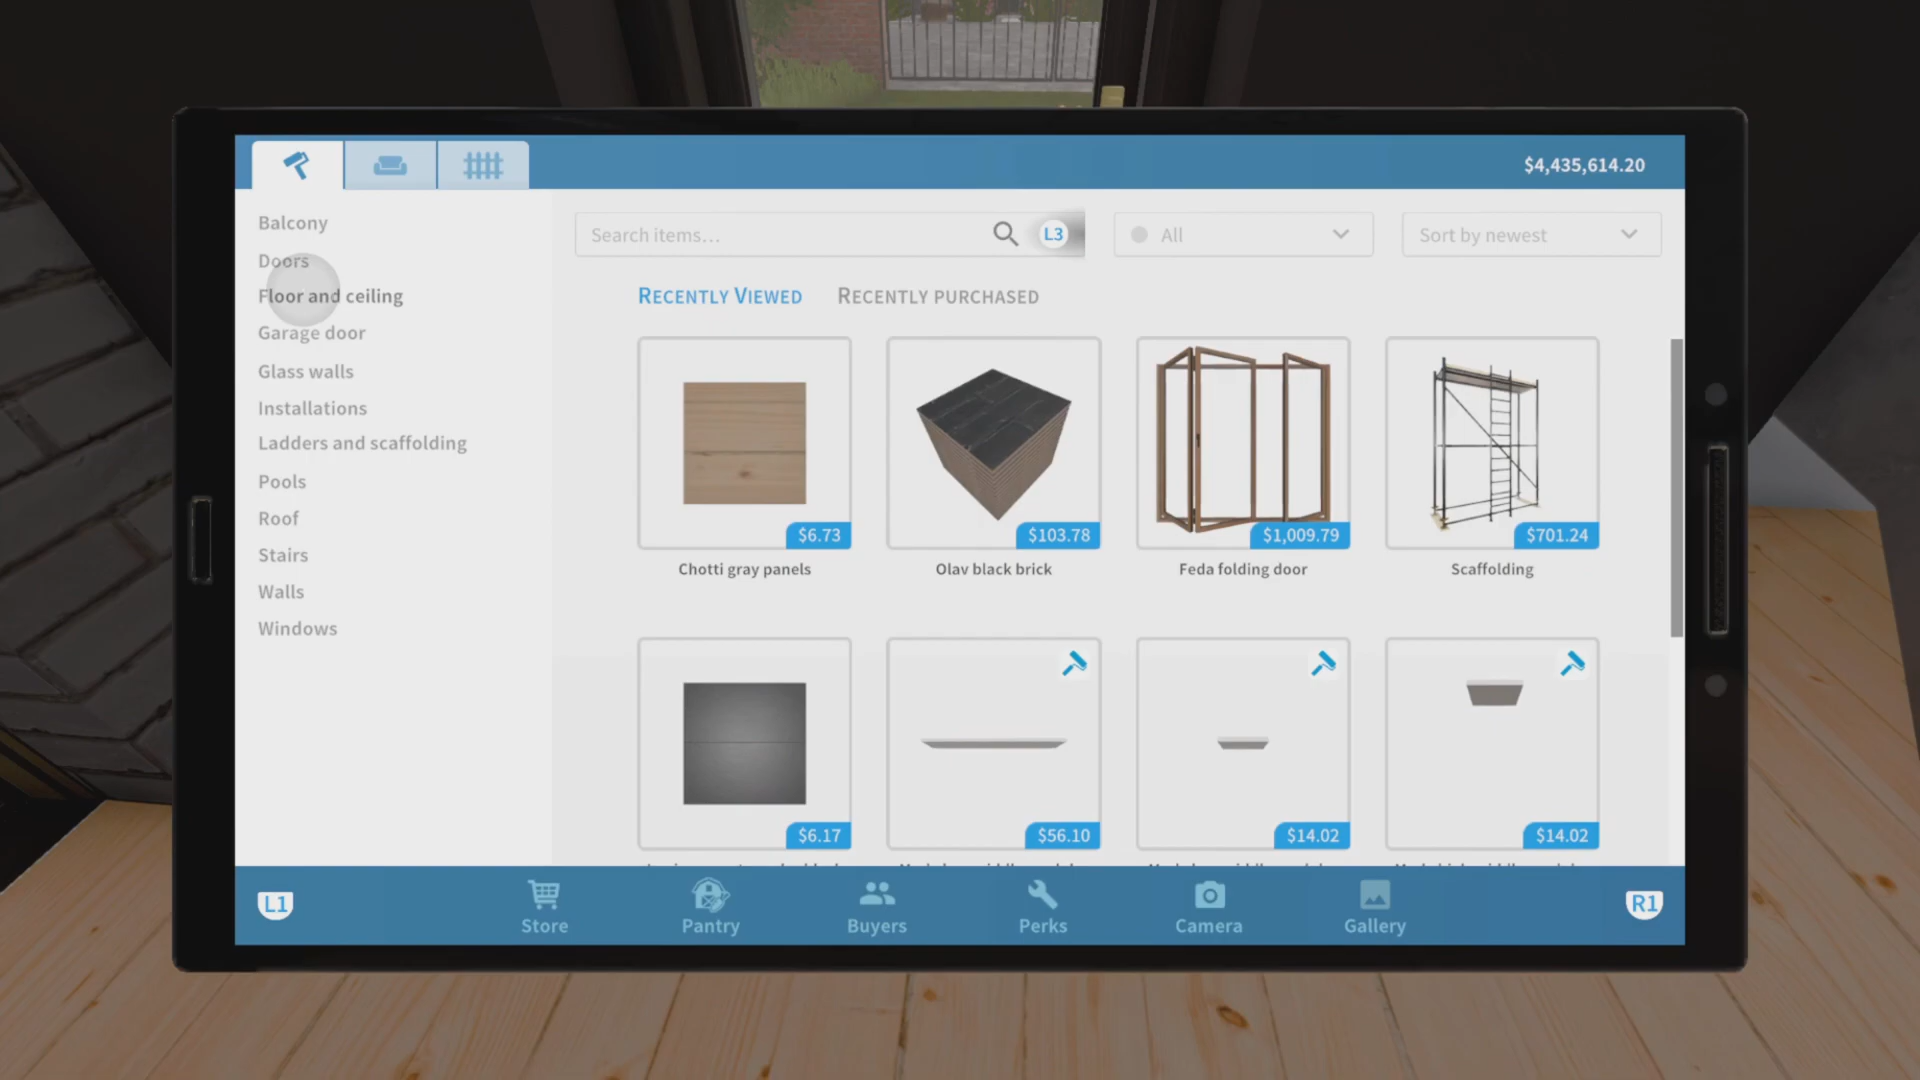 $4,435,614.20
Balcony
Doors
Floor and ceiling
Garage door
Glass walls
Installations
Ladders and scaffolding
Pools
Roof
Stairs
Walls
Windows
Search items...
L3
All
Sort by newest
RECENTLY VIEWED
RECENTLY PURCHASED
$6.73
$103.78
$1,009.79
$701.24
Chotti gray panels
Olav black brick
Feda folding door
Scaffolding
$6.17
$56.10
$14.02
$14.02
L1
Store
Pantry
Buyers
Perks
Camera
Gallery
R1